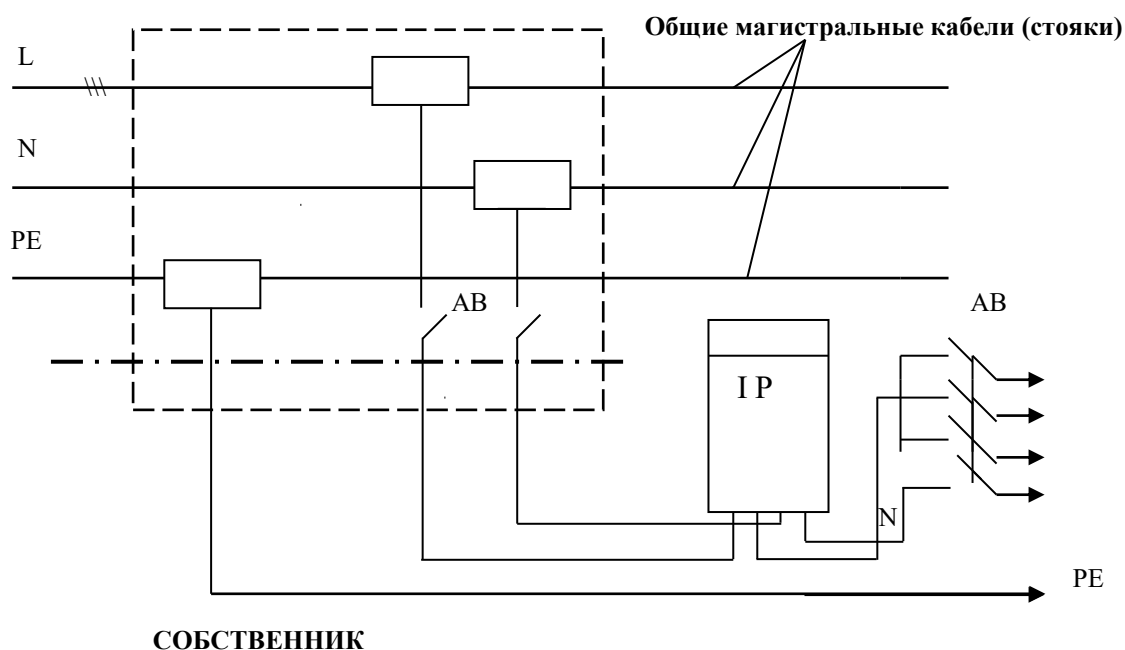 Общие магистральные кабели (стояки)
L
N
PE
АВ
АВ
I P
N
PE
СОБСТВЕННИК